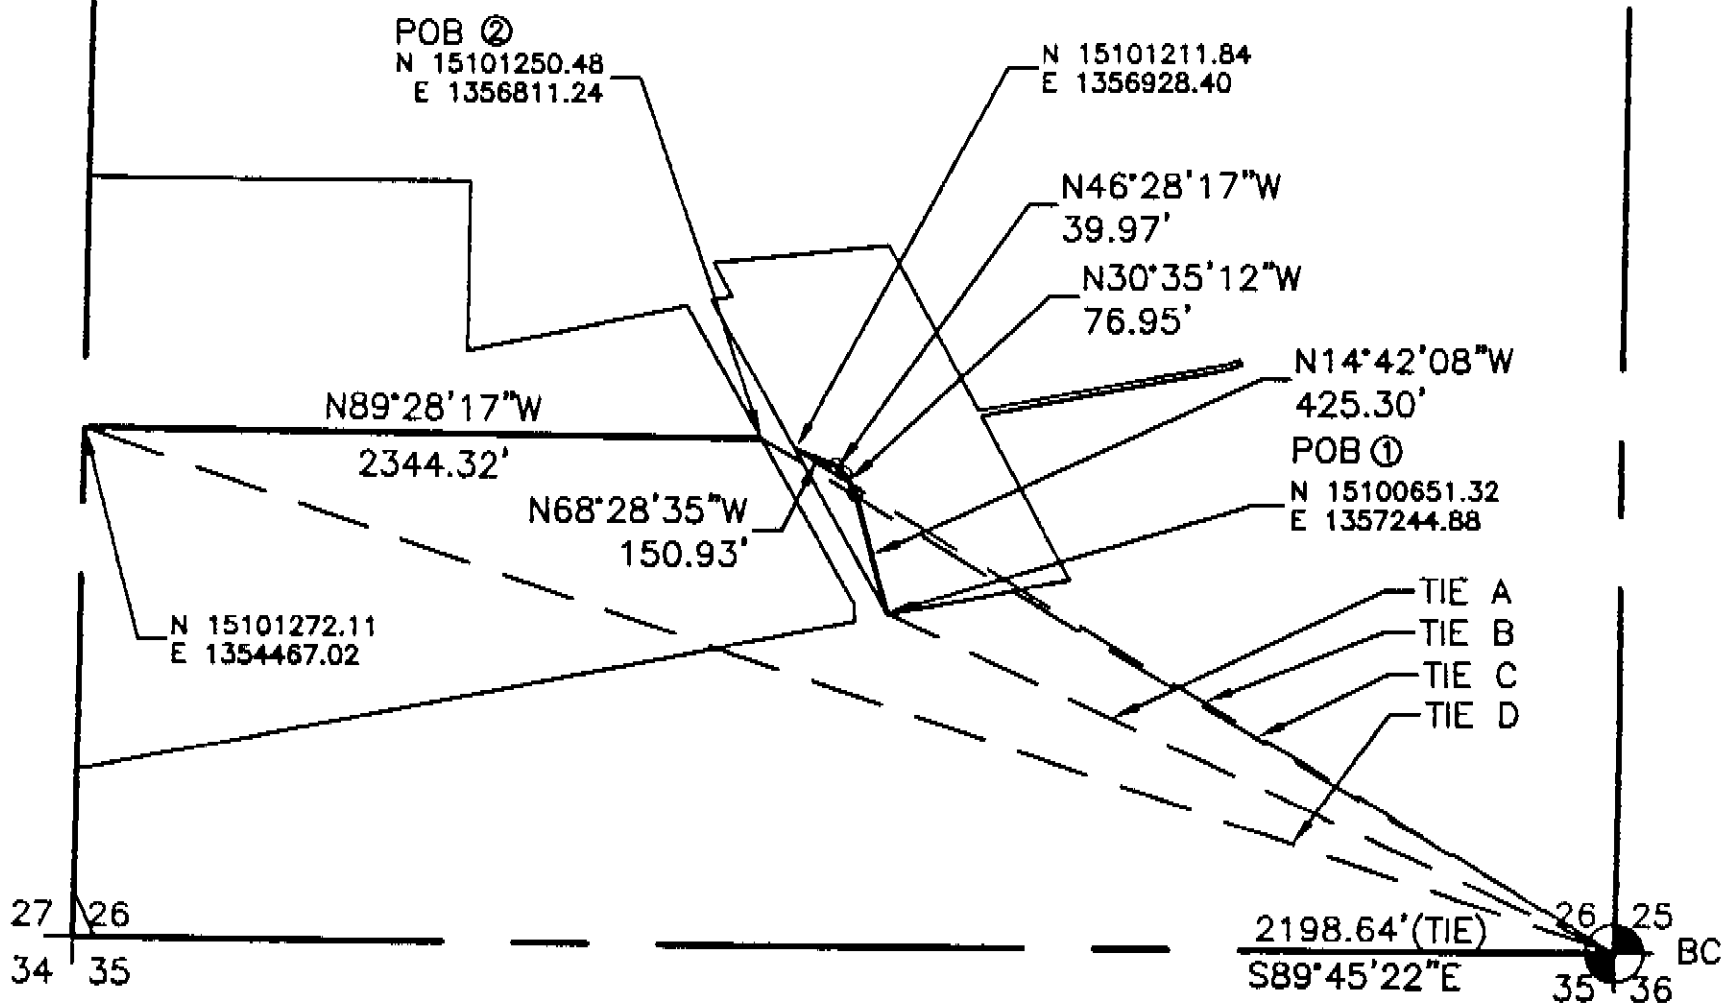 POB ②
N 15101250.48
E 1356811.24
N 15101211.84
E 1356928.40
N46°28'17"W
39.97'
N30°35'12"W
76.95'
N14°42'08"W
425.30'
POB ①
N 15100651.32
E 1357244.88
N89°28'17"W
2344.32'
N68°28'35"W
150.93'
N 15101272.11
E 1354467.02
TIE A
TIE B
TIE C
TIE D
27 26
34 35
2198.64'(TIE)
S89°45'22"E
26 25
BC
35 36